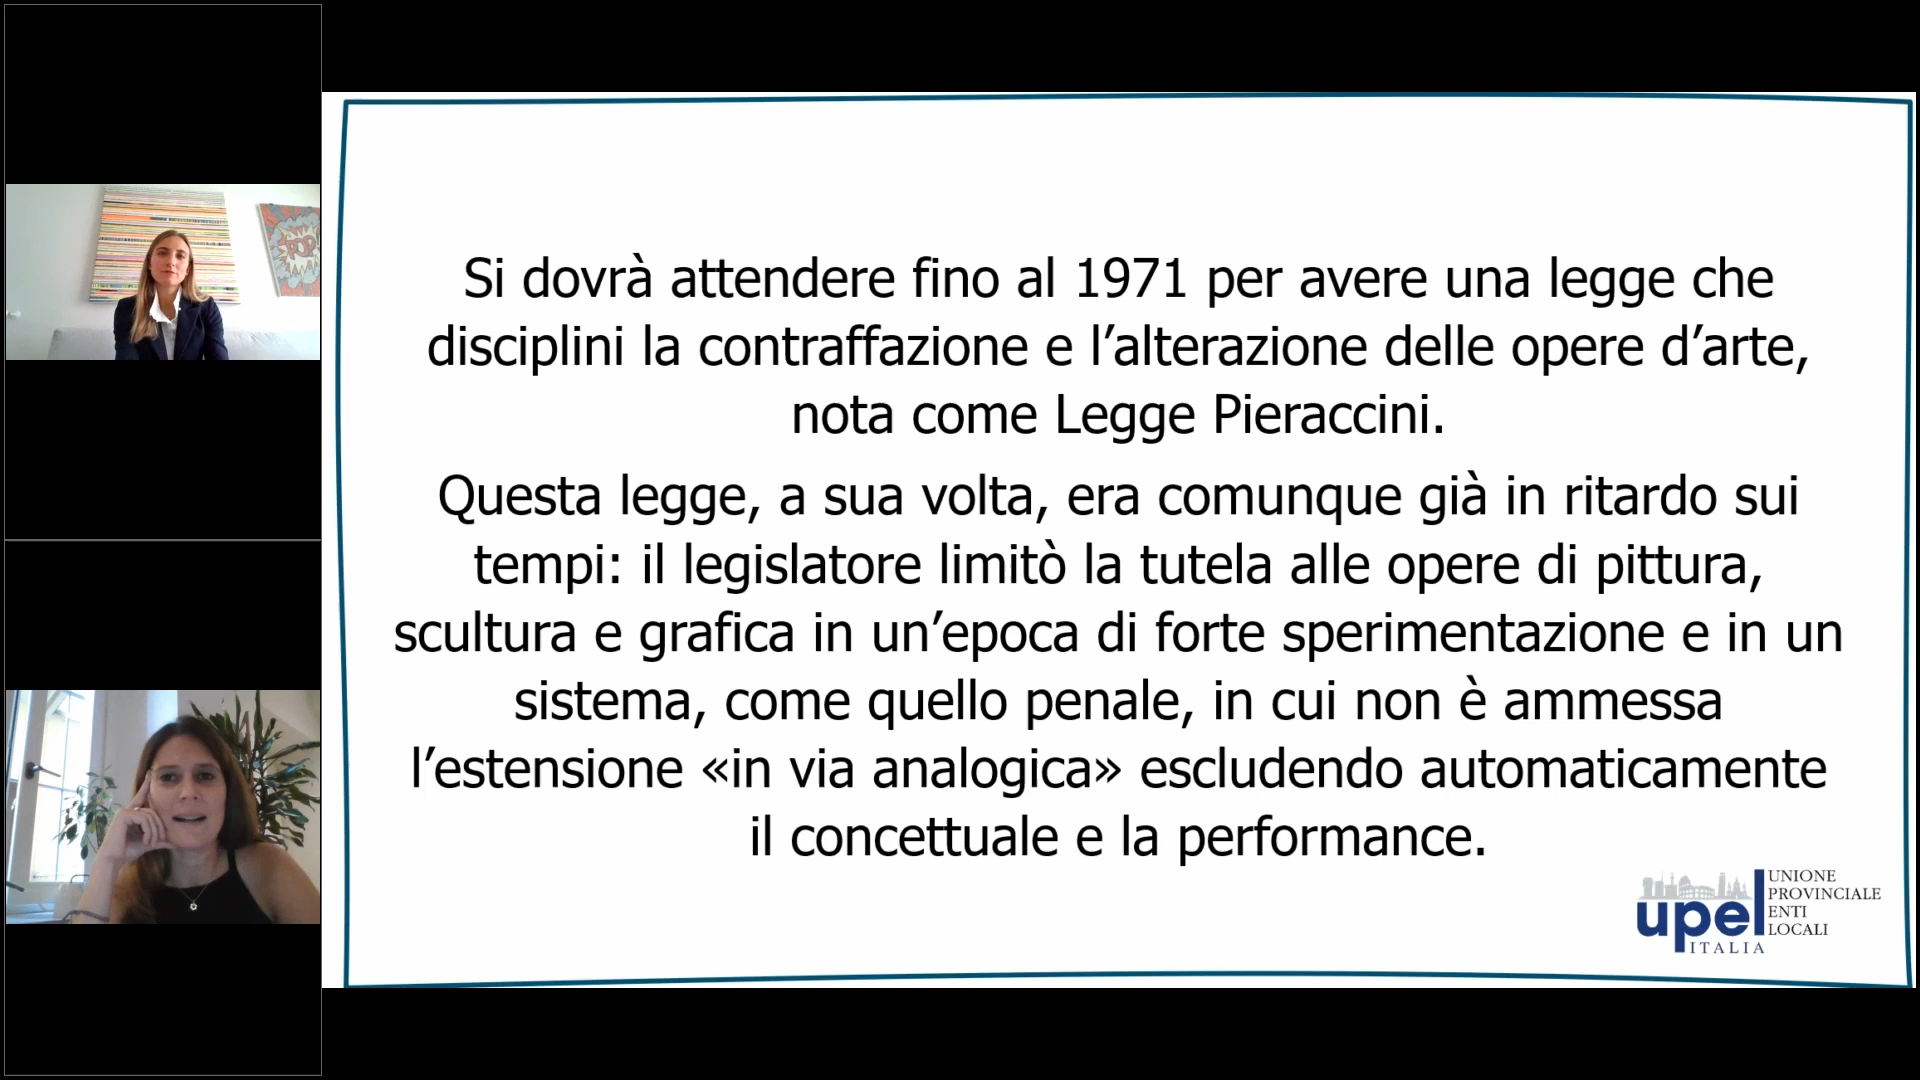 Si dovrà attendere fino al 1971 per avere una legge che
disciplini la contraffazione e l’alterazione delle opere d’arte,
nota come Legge Pieraccini.
Questa legge, a sua volta, era comunque già in ritardo sui
tempi: il legislatore limitò la tutela alle opere di pittura,
scultura e grafica in un’epoca di forte sperimentazione e in un
sistema, come quello penale, in cui non è ammessa
l’estensione «in via analogica» escludendo automaticamente
il concettuale e la performance.
upel
ITALIA
UNIONE
PROVINCIALE
ENTI
LOCALI
POP!